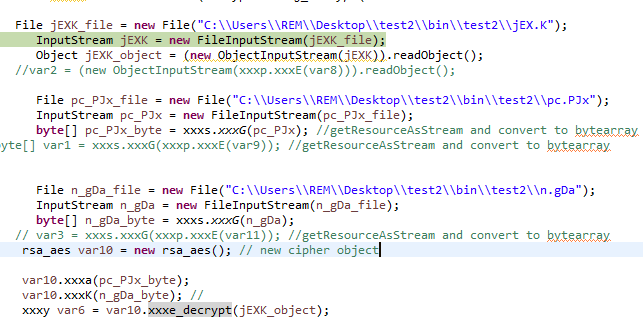 File jEXK_file = new File("C:\\Users\\REM\\Desktop\\test2\\bin\\test2\\jEX.K");
InputStream jEXK = new FileInputStream(jEXK_file);
Object jEXK_object = (new ObjectInputStream(jEXK)).readObject();
//var2 = (new ObjectInputStream(xxxp.xxxE(var8))).readObject();
File pc_PJx_file = new File("C:\\Users\\REM\\Desktop\\test2\\bin\\test2\\pc.PJx");
InputStream pc_PJx = new FileInputStream(pc_PJx_file);
byte[] pc_PJx_byte = xxxs.xxxG(pc_PJx); //getResourceAsStream and convert to bytearray
yte[] var1 = xxxs.xxxG(xxxp.xxxE(var9)); //getResourceAsStream and convert to bytearray
File n_gDa_file = new File("C:\\Users\\REM\\Desktop\\test2\\bin\\test2\\n.gDa");
InputStream n_gDa = new FileInputStream(n_gDa_file);
byte[] n_gDa_byte = xxxs.xxxG(n_gDa);
// var3 = xxxs.xxxG(xxxp.xxxE(var11)); //getResourceAsStream and convert to bytearray
rsa_aes var10 = new rsa_aes(); // new cipher object
var10.xxxa(pc_PJx_byte);
var10.xxxK(n_gDa_byte); //
xxxy var6 = var10.xxxe_decrypt(jEXK_object);